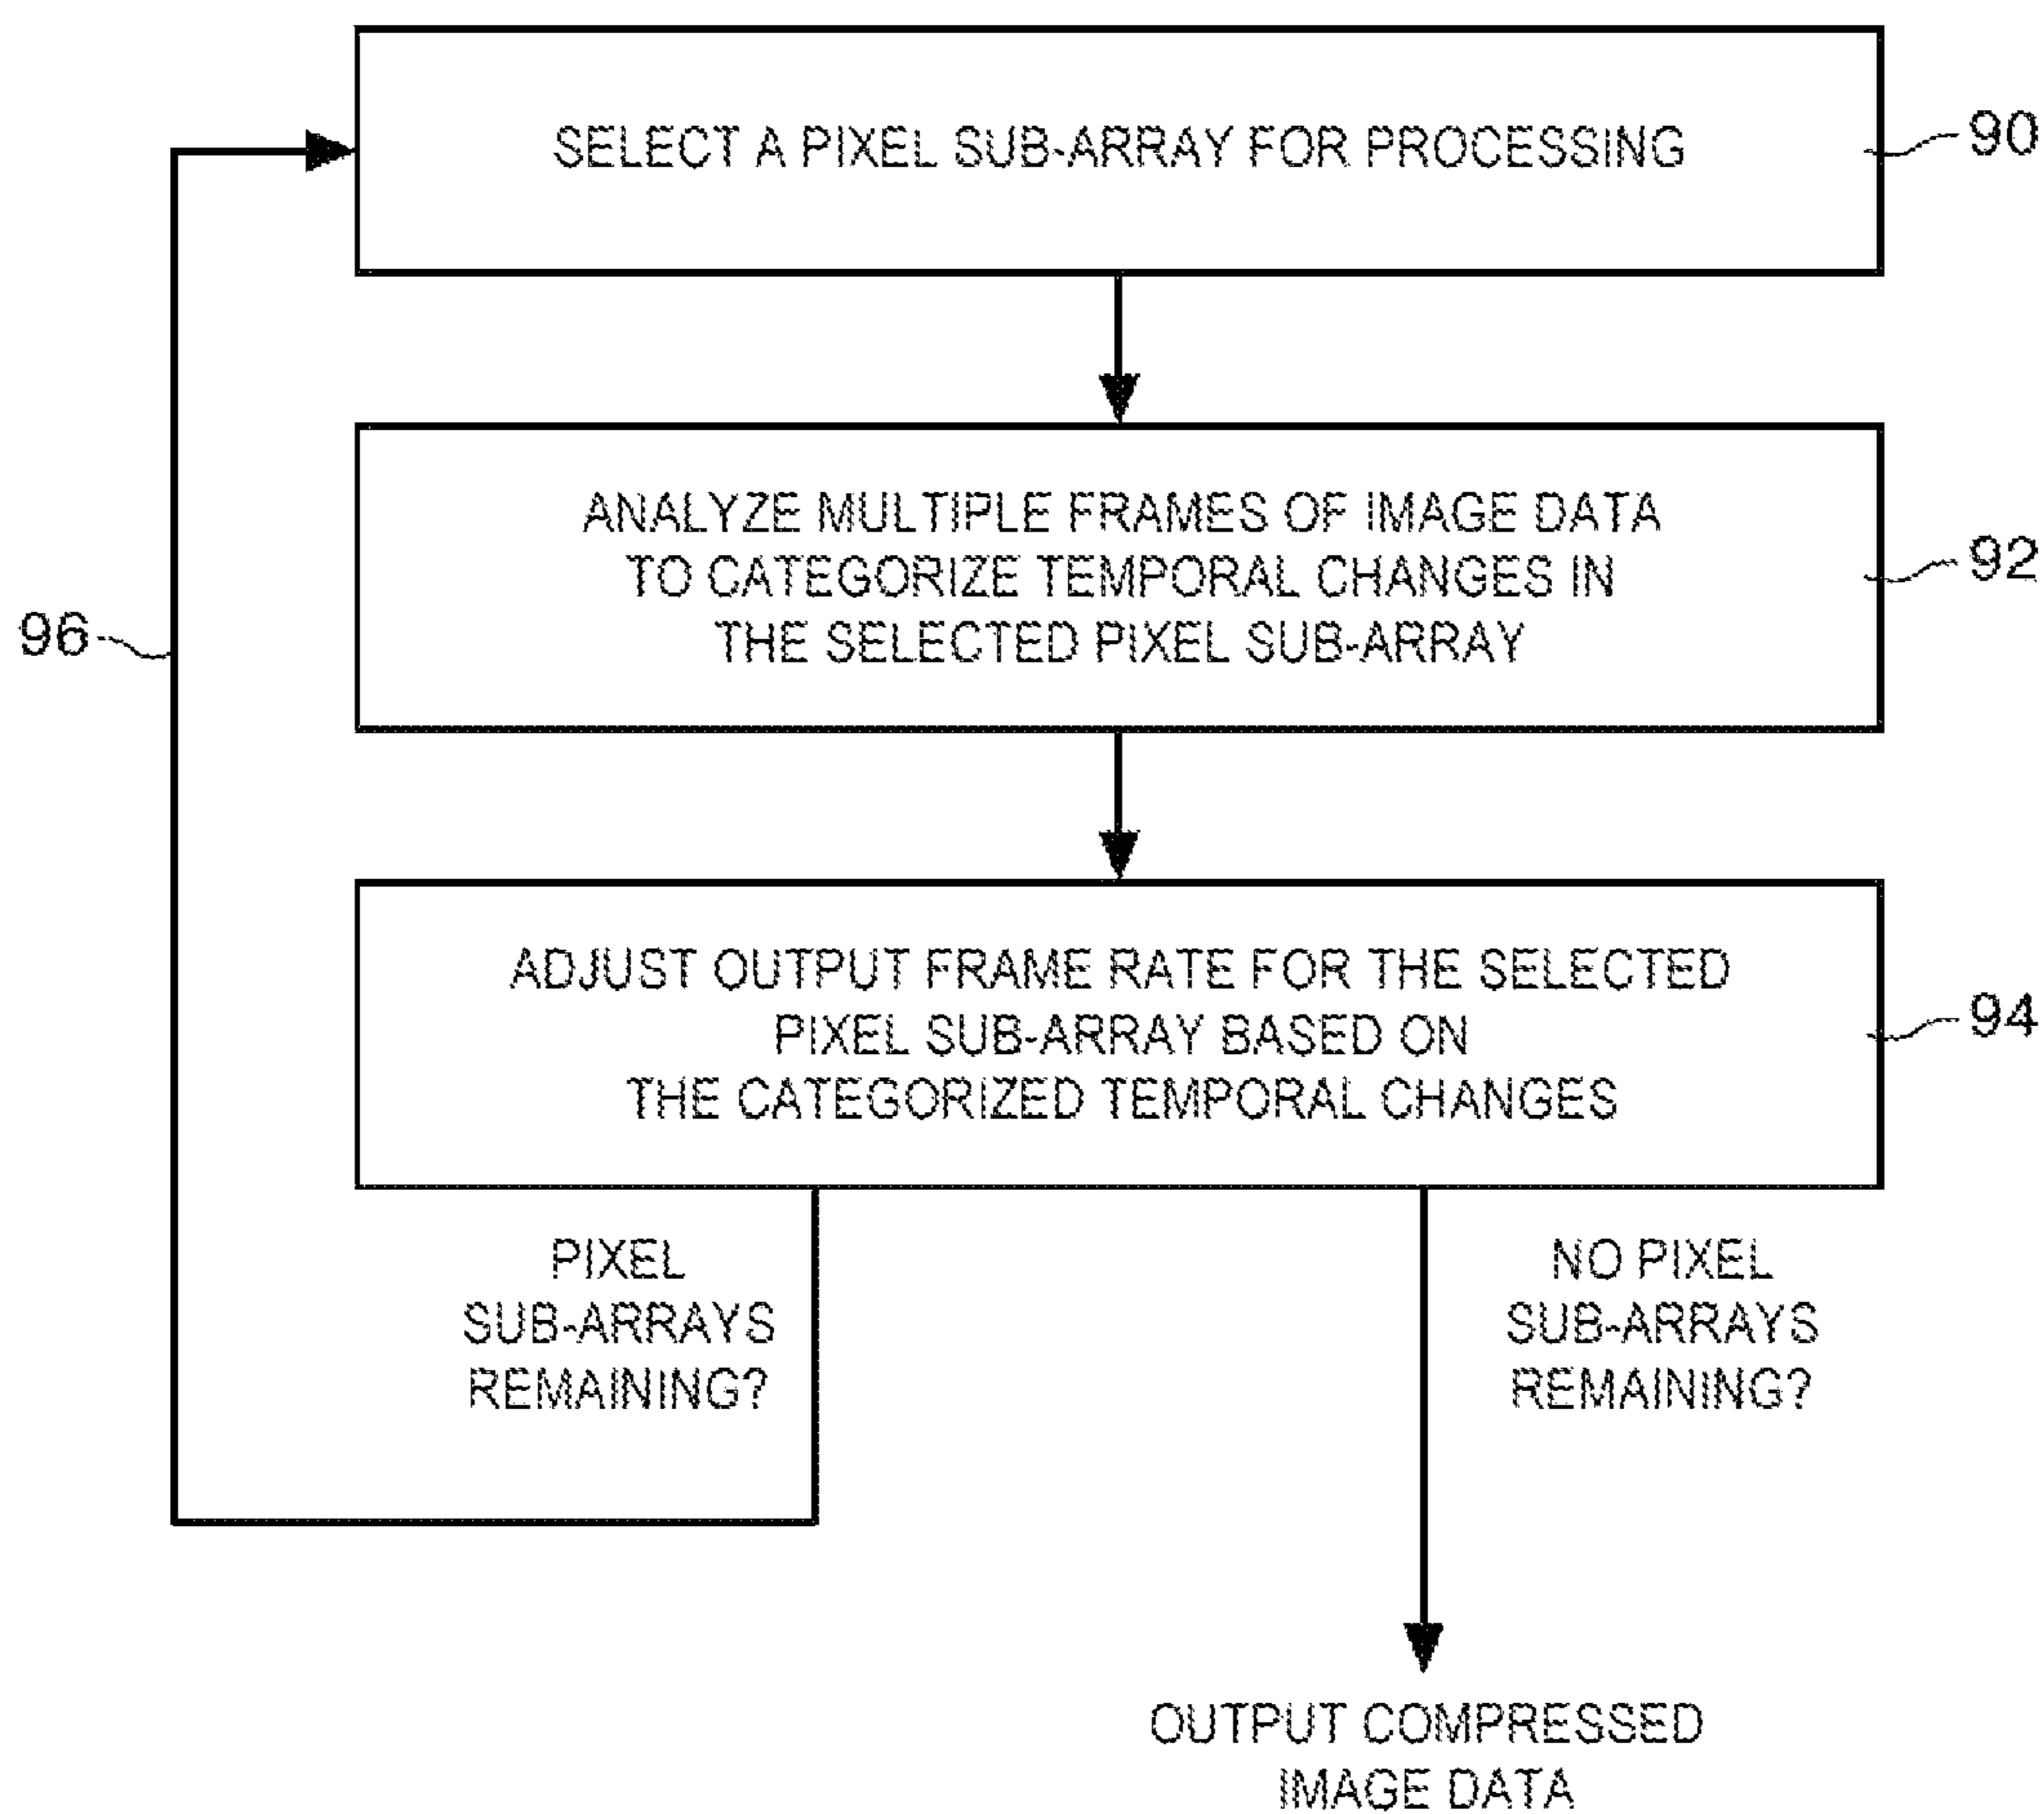 SELECT A PIXEL SUB-ARRAY FOR PROCESSING
90
ANALYZE MULTIPLE FRAMES OF IMAGE DATA
TO CATEGORIZE TEMPORAL CHANGES IN
THE SELECTED PIXEL SUB-ARRAY
92
96
ADJUST OUTPUT FRAME RATE FOR THE SELECTED
PIXEL SUB-ARRAY BASED ON
THE CATEGORIZED TEMPORAL CHANGES
94
PIXEL
SUB-ARRAYS
REMAINING?
NO PIXEL
SUB-ARRAYS
REMAINING?
OUTPUT COMPRESSED
IMAGE DATA